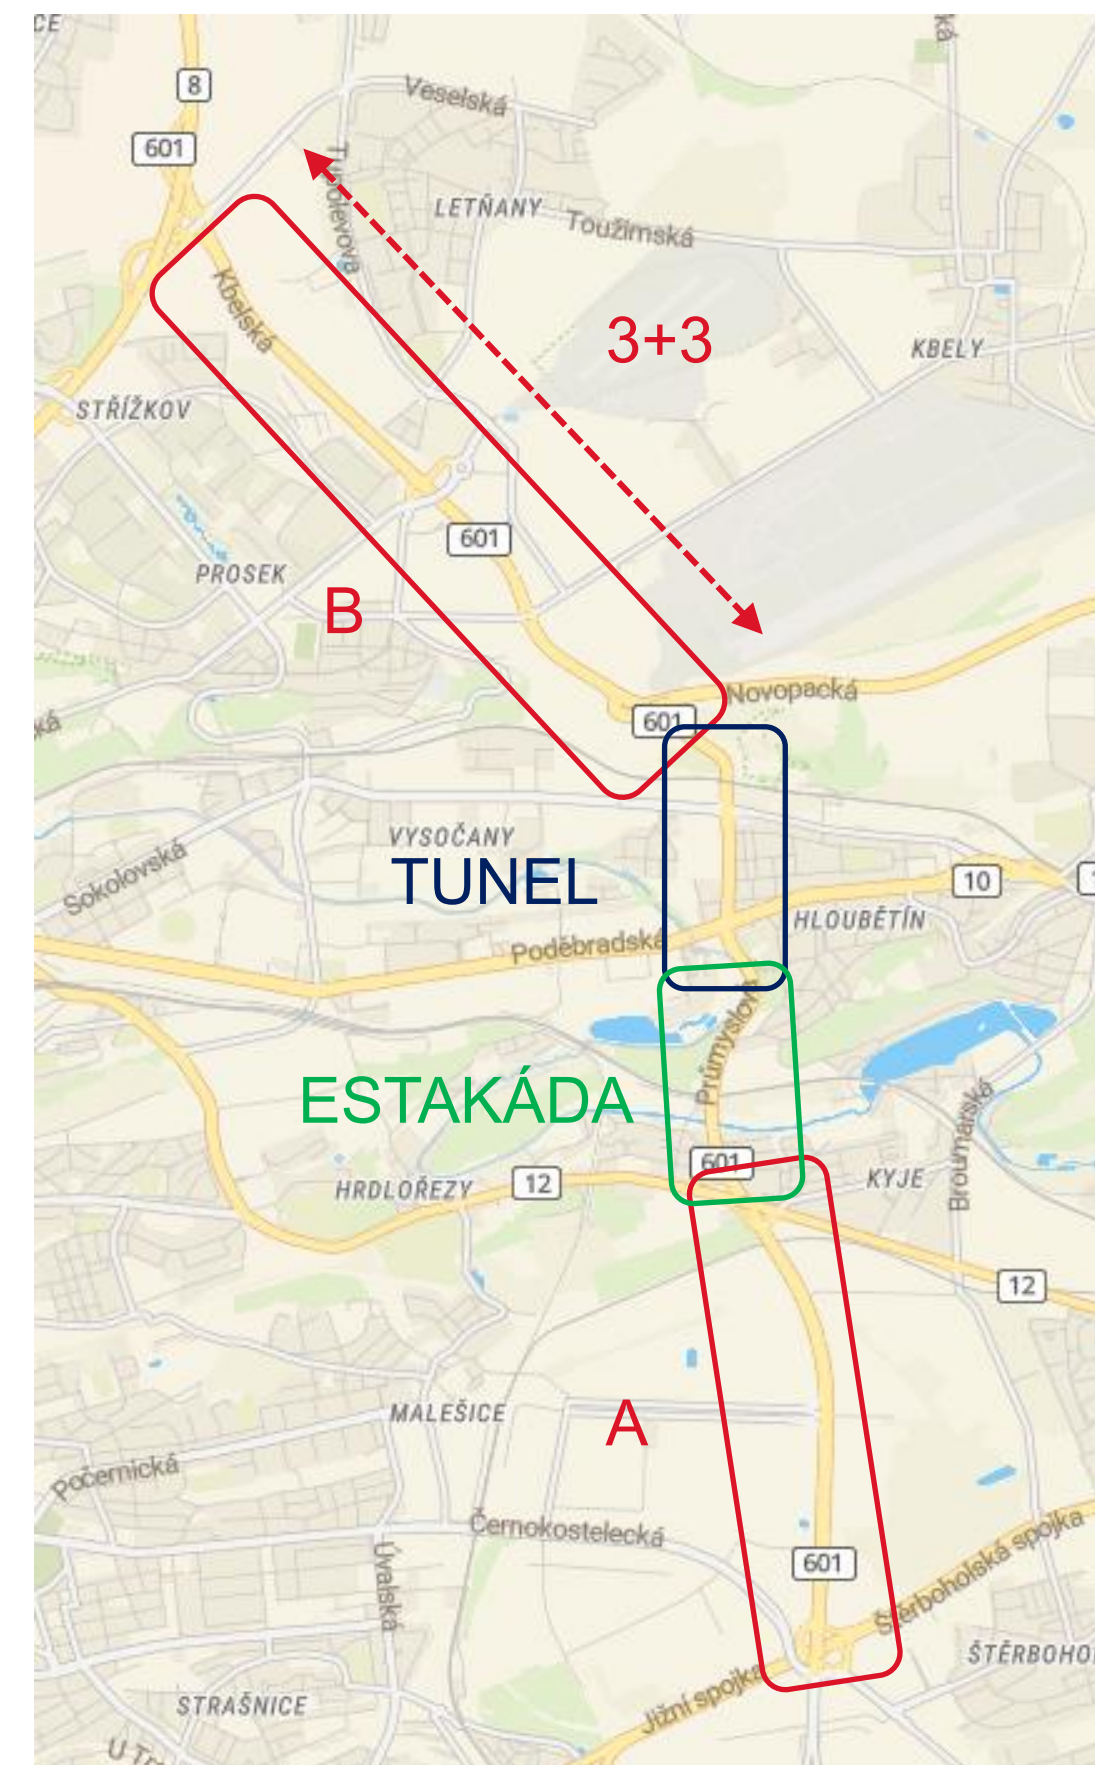 8
601
Veselská
Tupolevova
LETŇANY
Toužimská
Kbelská
3+3
KBELY
STŘÍŽKOV
601
PROSEK
B
Novopacká
601
VYSOČANY
TUNEL
Sokolovská
10
HLOUBĚTÍN
Poděbradská
Průmyslová
ESTAKÁDA
Broumarská
601
KYJE
HRDLOŘEZY
12
12
MALEŠICE
A
Počernická
Černokostelecká
Úvalská
601
Štěrboholská spojka
ŠTĚRBOHO
STRAŠNICE
Jižní spojka